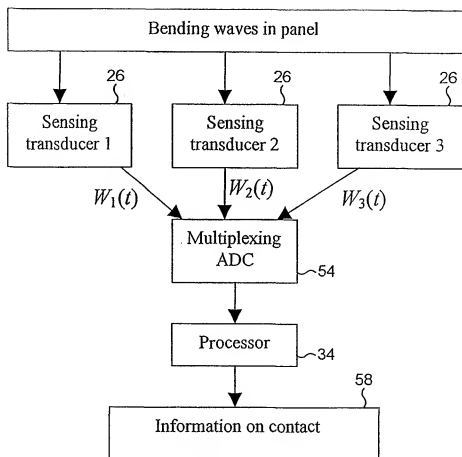 Bending waves in panel
26 26 26
Sensing Sensing Sensing
transducer 1 transducer 2 transducer 3
W₁(t) W₂(t) W₃(t)
Multiplexing
ADC
54
Processor
34
58
Information on contact